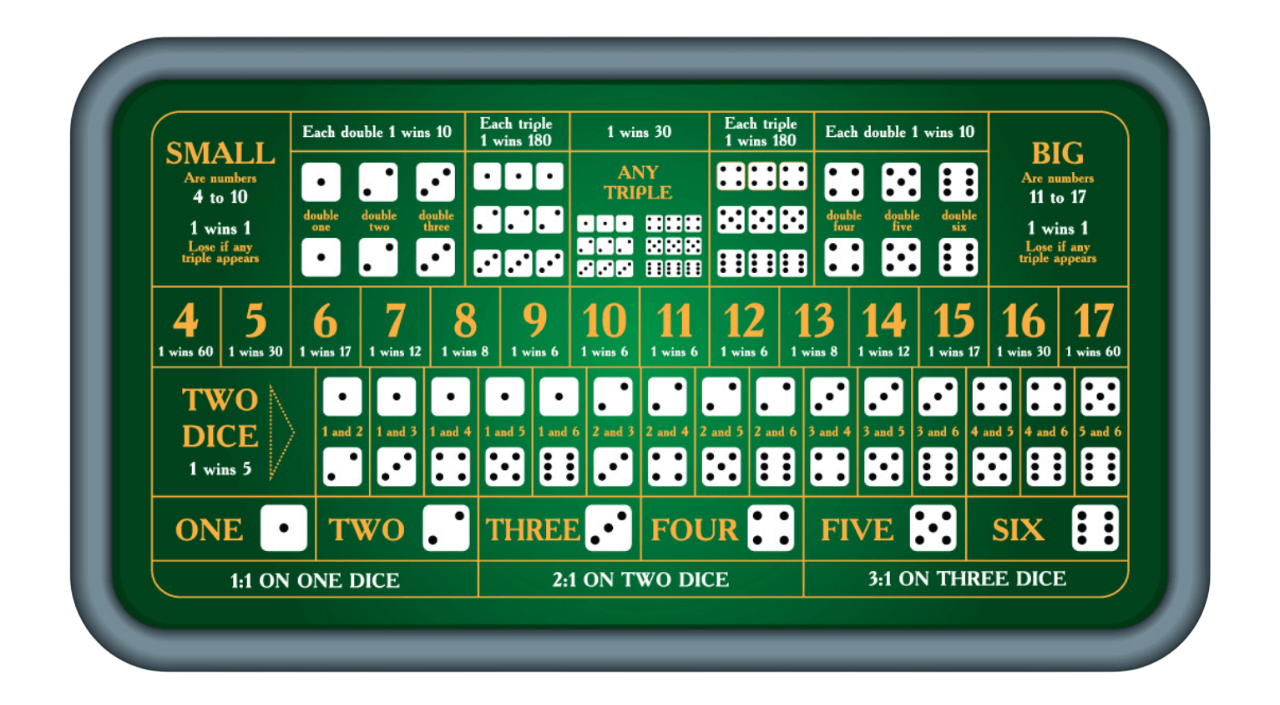 SMALL
Are numbers
4 to 10
1 wins 1
Lose if any
triple appears
Each double 1 wins 10
double
one
double
two
double
three
Each triple
1 wins 180
1 wins 30
ANY
TRIPLE
Each triple
1 wins 180
Each double 1 wins 10
double
four
double
five
double
six
BIG
Are numbers
11 to 17
1 wins 1
Lose if any
triple appears
4
1 wins 60
5
1 wins 30
6
1 wins 17
7
1 wins 12
8
1 wins 8
9
1 wins 6
10
1 wins 6
11
1 wins 6
12
1 wins 6
13
1 wins 8
14
1 wins 12
15
1 wins 17
16
1 wins 30
17
1 wins 60
TWO
DICE
1 wins 5
1 and 2
1 and 3
1 and 4
1 and 5
1 and 6
2 and 3
2 and 4
2 and 5
2 and 6
3 and 4
3 and 5
3 and 6
4 and 5
4 and 6
5 and 6
ONE
TWO
THREE
FOUR
FIVE
SIX
1:1 ON ONE DICE
2:1 ON TWO DICE
3:1 ON THREE DICE